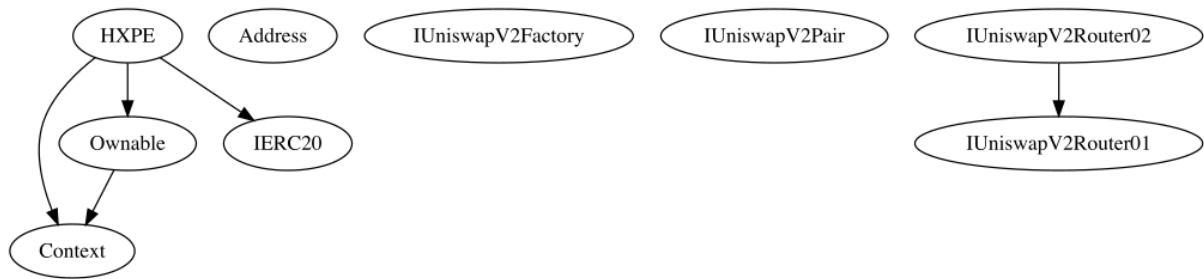 HXPE
Address
IUniswapV2Factory
IUniswapV2Pair
IUniswapV2Router02
Ownable
IERC20
IUniswapV2Router01
Context